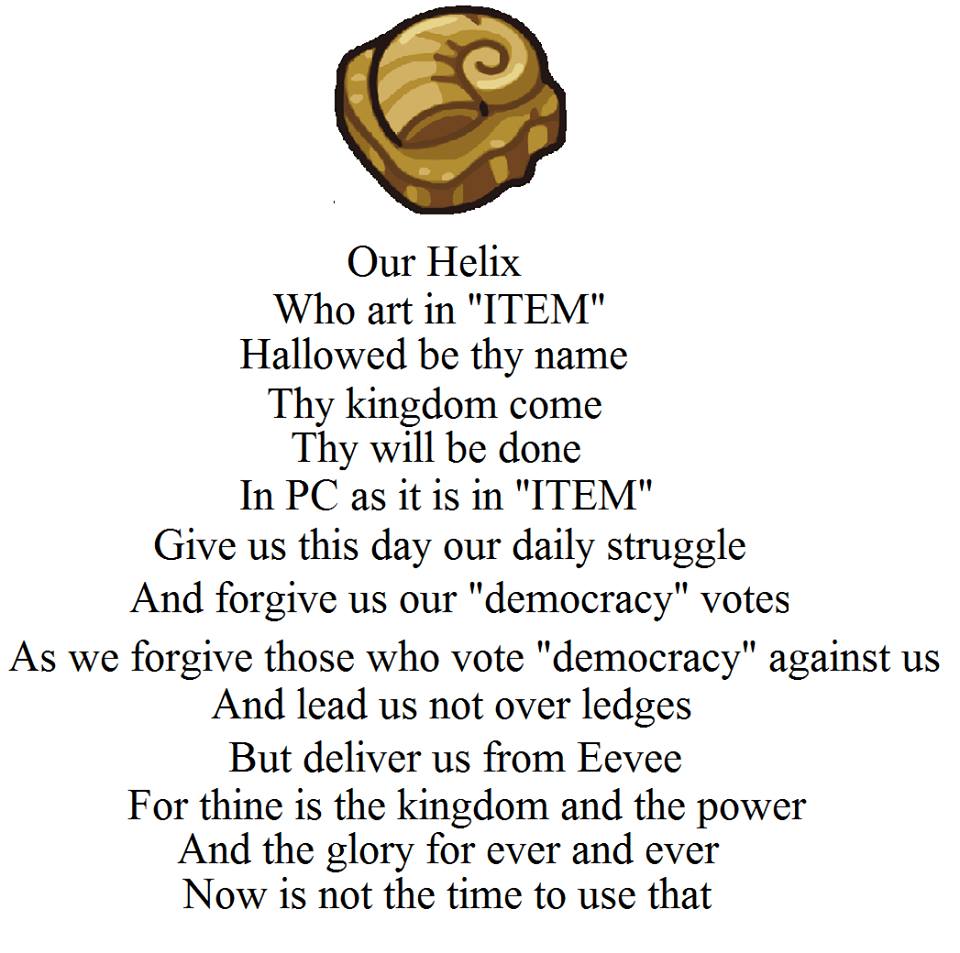 Our Helix
Who art in "ITEM"
Hallowed be thy name
Thy kingdom come
Thy will be done
In PC as it is in "ITEM"
Give us this day our daily struggle
And forgive us our "democracy" votes
As we forgive those who vote "democracy" against us
And lead us not over ledges
But deliver us from Eevee
For thine is the kingdom and the power
And the glory for ever and ever
Now is not the time to use that